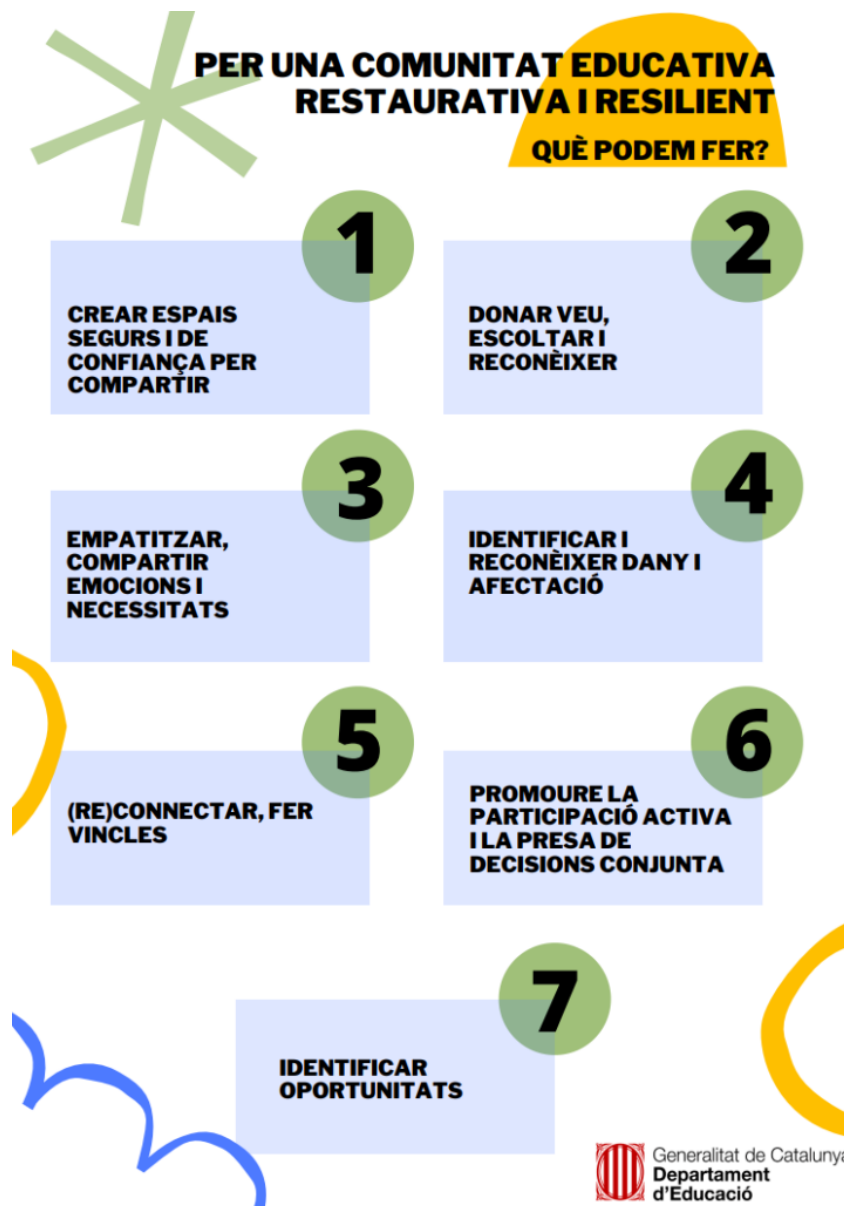 PER UNA COMUNITAT EDUCATIVA
RESTAURATIVA I RESILIENT
QUÈ PODEM FER?
1
CREAR ESPAIS
SEGURS I DE
CONFIANÇA PER
COMPARTIR
2
DONAR VEU,
ESCOLTAR I
RECONÈIXER
3
EMPATITZAR,
COMPARTIR
EMOCIONS I
NECESSITATS
4
IDENTIFICAR I
RECONÈIXER DANY I
AFECTACIÓ
5
(RE)CONNECTAR, FER
VINCLES
6
PROMOURE LA
PARTICIPACIÓ ACTIVA
I LA PRESA DE
DECISIONS CONJUNTA
7
IDENTIFICAR
OPORTUNITATS
Generalitat de Catalunya
Departament
d'Educació